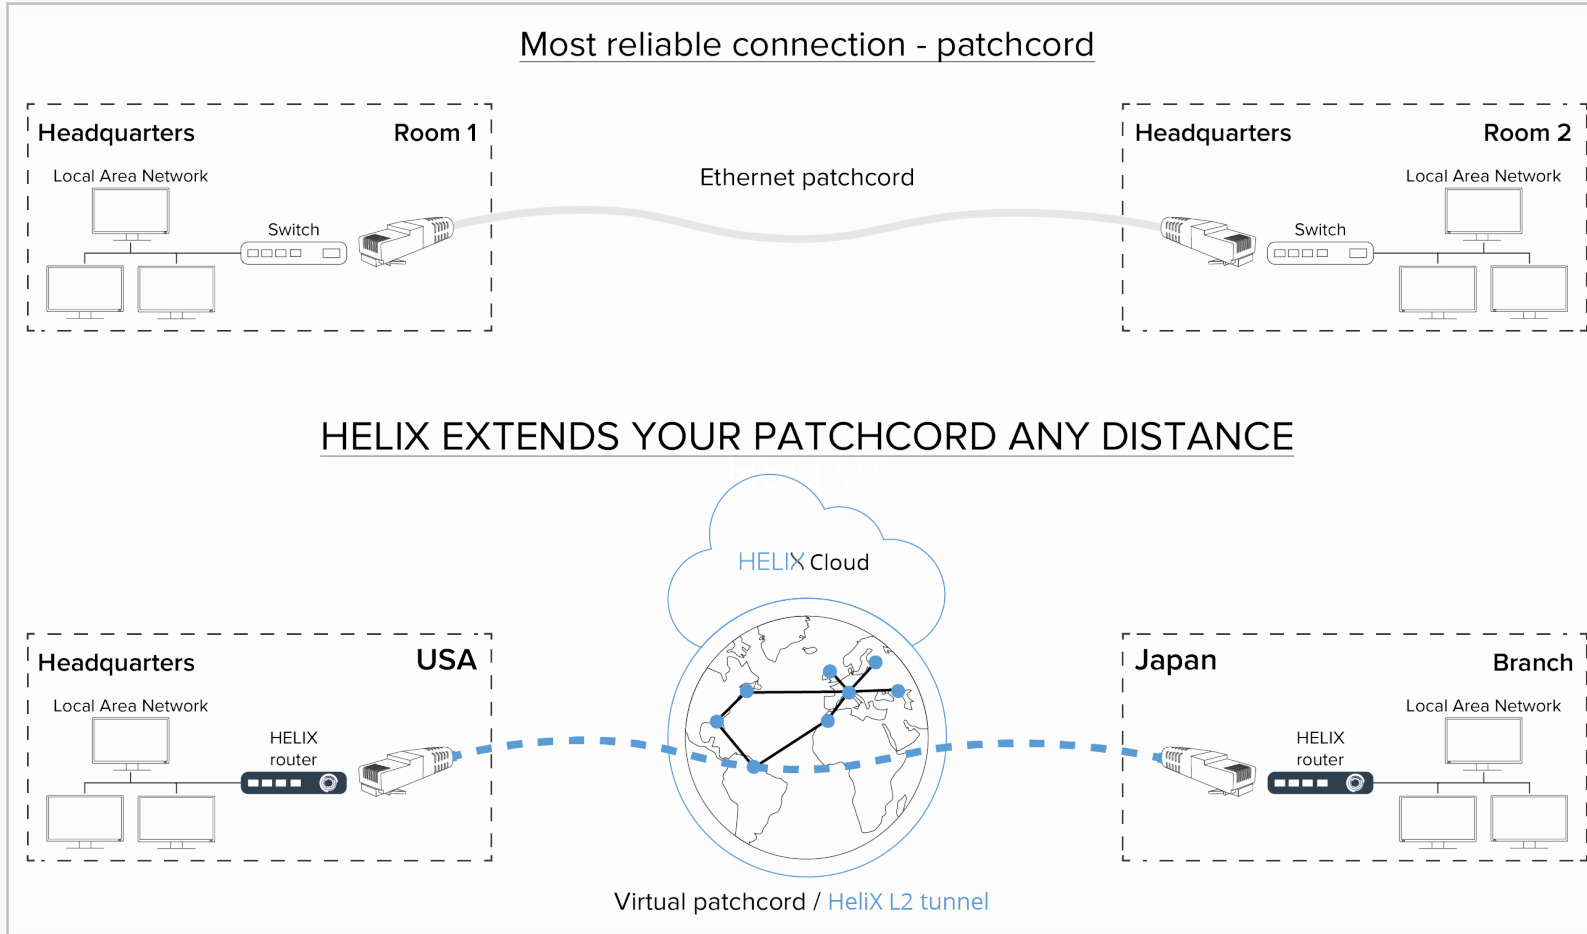 Most reliable connection - patchcord
Headquarters
Room 1
Local Area Network
Switch
Ethernet patchcord
Headquarters
Room 2
Local Area Network
Switch
HELIX EXTENDS YOUR PATCHCORD ANY DISTANCE
HELIX™
HELIX Cloud
Headquarters
USA
Local Area Network
HELIX
router
Japan
Branch
Local Area Network
HELIX
router
Virtual patchcord / HeliX L2 tunnel